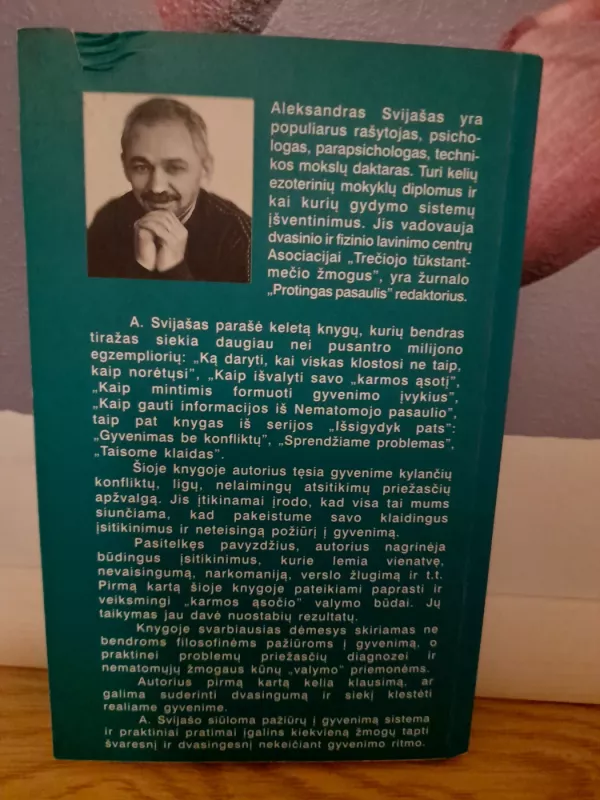 Aleksandras Svijašas yra
populiarus rašytojas, psicho-
logas, parapsichologas, techni-
kos mokslų daktaras. Turi kelių
ezoterinių mokyklų diplomus ir
kai kurių gydymo sistemų
įšventinimus. Jis vadovauja
dvasinio ir fizinio lavinimo centrų
Asociacijai „Trečiojo tūkstant-
mečio žmogus”, yra žurnalo
„Protingas pasaulis” redaktorius.
A. Svijašas parašė keletą knygų, kurių bendras
tiražas siekia daugiau nei pusantro milijono
egzempliorių: „Ką daryti, kai viskas klostosi ne taip,
kaip norėtųsi”, „Kaip išvalyti savo „karmos ąsotį”,
„Kaip mintimis formuoti gyvenimo įvykius”,
„Kaip gauti informacijos iš Nematomojo pasaulio”,
taip pat knygas iš serijos „Išsigydyk pats”:
„Gyvenimas be konfliktų”, „Sprendžiame problemas”,
„Taisome klaidas”.
Šioje knygoje autorius tęsia gyvenime kylančių
konfliktų, ligų, nelaimingų atsitikimų priežasčių
apžvalgą. Jis įtikinamai įrodo, kad visa tai mums
siunčiama, kad pakeistume savo klaidingus
įsitikinimus ir neteisingą požiūrį į gyvenimą.
Pasitelkęs pavyzdžius, autorius nagrinėja
būdingus įsitikinimus, kurie lemia vienatvę,
nevaisingumą, narkomaniją, verslo žlugimą ir t.t.
Pirmą kartą šioje knygoje pateikiami paprasti ir
veiksmingi „karmos ąsočio” valymo būdai. Jų
taikymas jau davė nuostabių rezultatų.
Knygoje svarbiausias dėmesys skiriamas ne
bendroms filosofinėms pažiūroms į gyvenimą, o
praktinei problemų priežasčių diagnozei ir
nematomųjų žmogaus kūnų „valymo” priemonėms.
Autorius pirmą kartą kelia klausimą, ar
galima suderinti dvasingumą ir siekį klestėti
realiame gyvenime.
A. Svijašo siūloma pažiūrų į gyvenimą sistema
ir praktiniai pratimai įgalins kiekvieną žmogų tapti
švaresnį ir dvasingesnį nekeičiant gyvenimo ritmo.